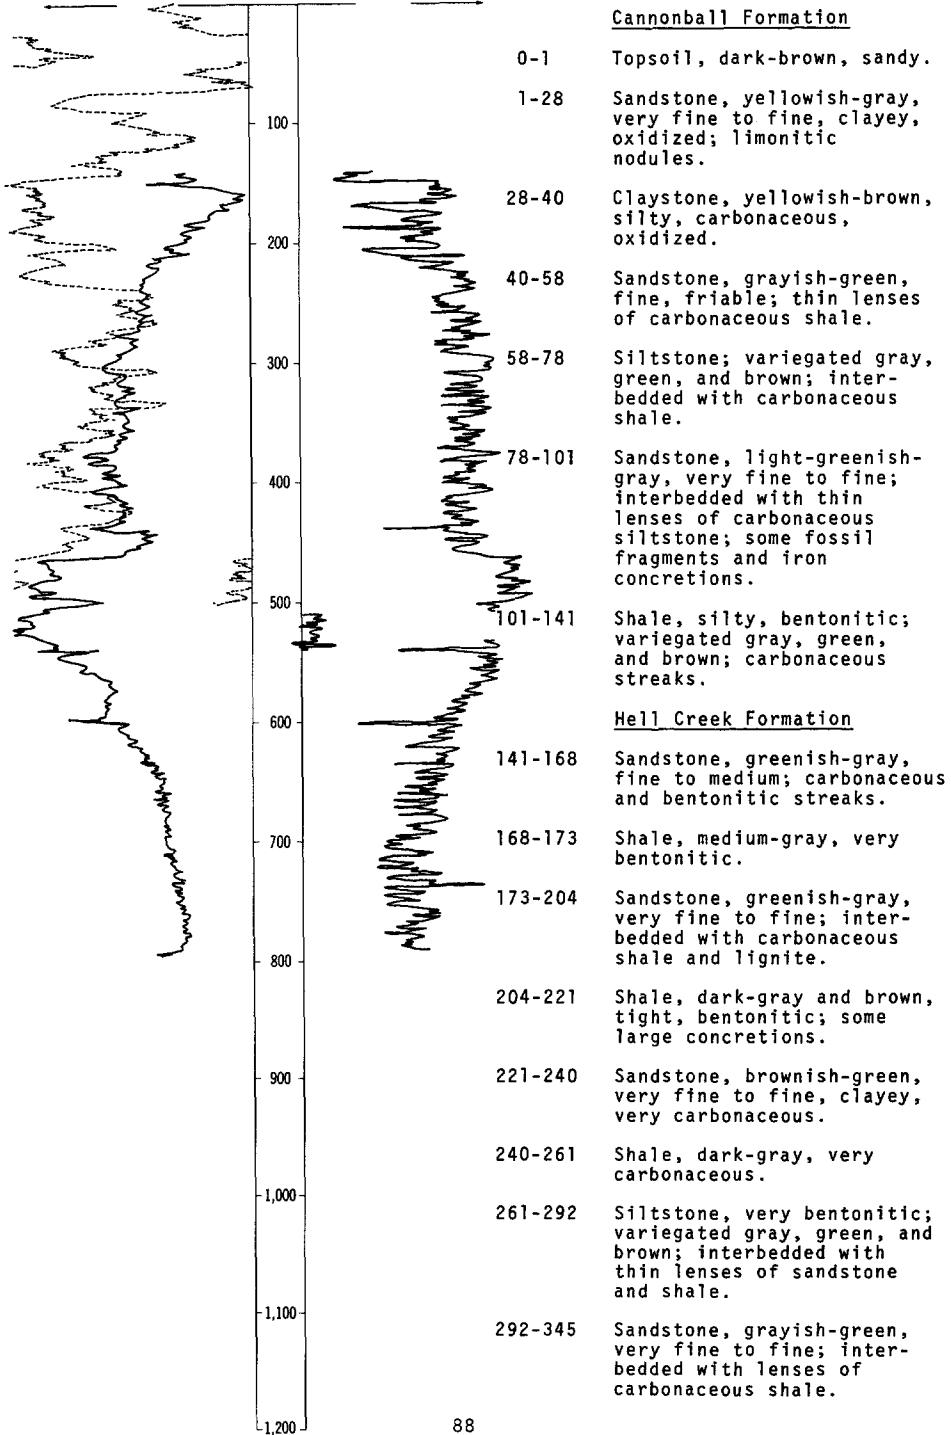 Cannonball Formation
0-1 Topsoil, dark-brown, sandy.
1-28 Sandstone, yellowish-gray,
very fine to fine, clayey,
oxidized; limonitic
nodules.
28-40 Claystone, yellowish-brown,
silty, carbonaceous,
oxidized.
40-58 Sandstone, grayish-green,
fine, friable; thin lenses
of carbonaceous shale.
58-78 Siltstone; variegated gray,
green, and brown; inter-
bedded with carbonaceous
shale.
78-101 Sandstone, light-greenish-
gray, very fine to fine;
interbedded with thin
lenses of carbonaceous
siltstone; some fossil
fragments and iron
concretions.
101-141 Shale, silty, bentonitic;
variegated gray, green,
and brown; carbonaceous
streaks.
Hell Creek Formation
141-168 Sandstone, greenish-gray,
fine to medium; carbonaceous
and bentonitic streaks.
168-173 Shale, medium-gray, very
bentonitic.
173-204 Sandstone, greenish-gray,
very fine to fine; inter-
bedded with carbonaceous
shale and lignite.
204-221 Shale, dark-gray and brown,
tight, bentonitic; some
large concretions.
221-240 Sandstone, brownish-green,
very fine to fine, clayey,
very carbonaceous.
240-261 Shale, dark-gray, very
carbonaceous.
261-292 Siltstone, very bentonitic;
variegated gray, green, and
brown; interbedded with
thin lenses of sandstone
and shale.
292-345 Sandstone, grayish-green,
very fine to fine; inter-
bedded with lenses of
carbonaceous shale.
100
200
300
400
500
600
700
800
900
1,000
1,100
1,200
88